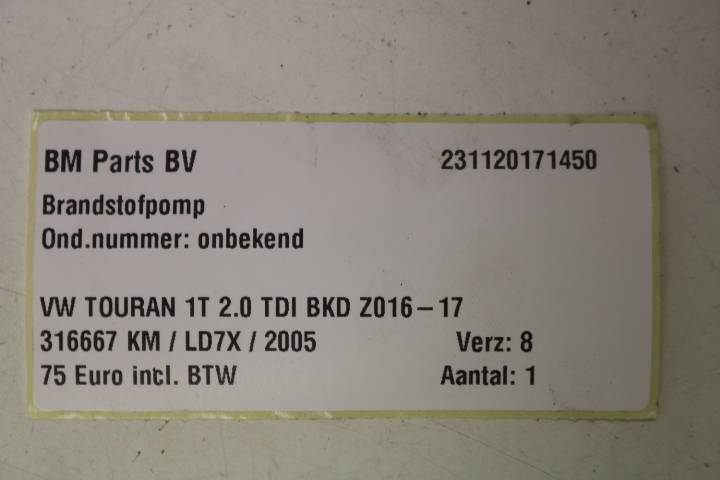 BM Parts BV 231120171450
Brandstofpomp
Ond.nummer: onbekend
VW TOURAN 1T 2.0 TDI BKD Z016-17
316667 KM / LD7X / 2005 Verz: 8
75 Euro incl. BTW Aantal: 1